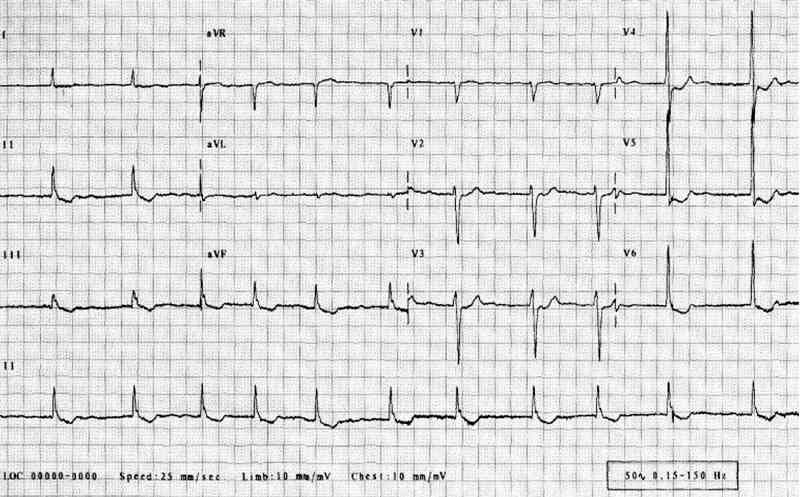 I aVR V1 V4
II aVL V2 V5
III aVF V3 V6
II
LOC 00000-0000 Speed:25 mm/sec Limb:10 mm/mV Chest:10 mm/mV
50∿ 0.15-150 Hz